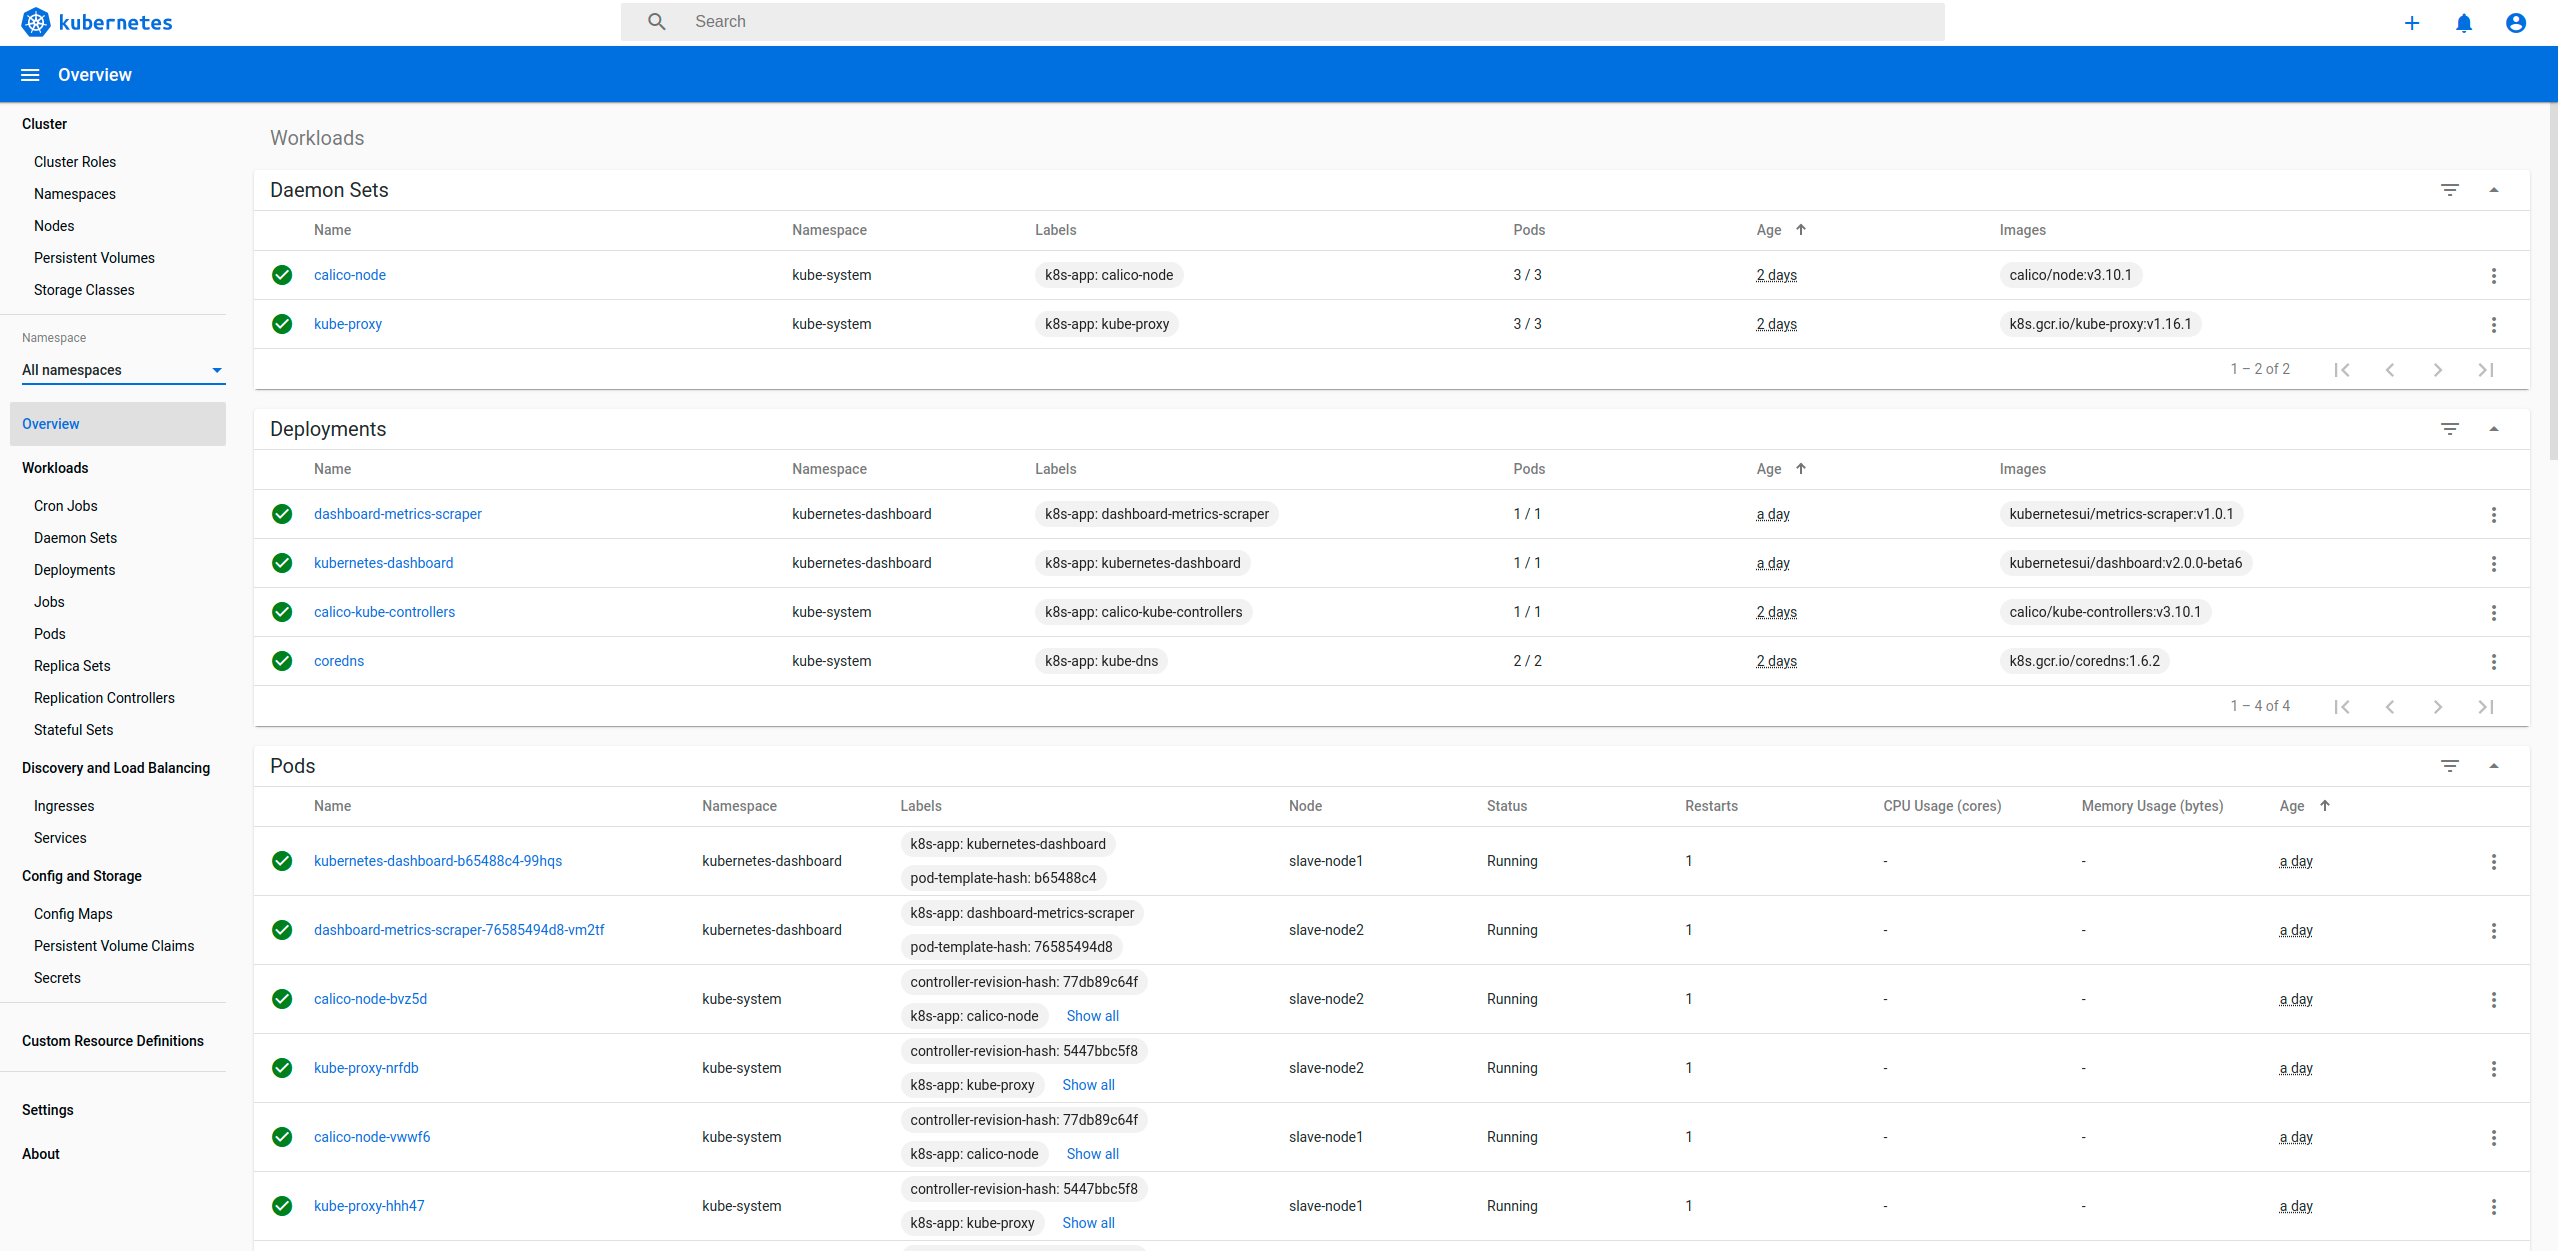 kubernetes
Search
Overview
Cluster
Cluster Roles
Namespaces
Nodes
Persistent Volumes
Storage Classes
Namespace
All namespaces
Overview
Workloads
Cron Jobs
Daemon Sets
Deployments
Jobs
Pods
Replica Sets
Replication Controllers
Stateful Sets
Discovery and Load Balancing
Ingresses
Services
Config and Storage
Config Maps
Persistent Volume Claims
Secrets
Custom Resource Definitions
Settings
About
Workloads
Daemon Sets
Name Namespace Labels Pods Age Images
calico-node kube-system k8s-app: calico-node 3 / 3 2 days calico/node:v3.10.1
kube-proxy kube-system k8s-app: kube-proxy 3 / 3 2 days k8s.gcr.io/kube-proxy:v1.16.1
1 – 2 of 2
Deployments
Name Namespace Labels Pods Age Images
dashboard-metrics-scraper kubernetes-dashboard k8s-app: dashboard-metrics-scraper 1 / 1 a day kubernetesui/metrics-scraper:v1.0.1
kubernetes-dashboard kubernetes-dashboard k8s-app: kubernetes-dashboard 1 / 1 a day kubernetesui/dashboard:v2.0.0-beta6
calico-kube-controllers kube-system k8s-app: calico-kube-controllers 1 / 1 2 days calico/kube-controllers:v3.10.1
coredns kube-system k8s-app: kube-dns 2 / 2 2 days k8s.gcr.io/coredns:1.6.2
1 – 4 of 4
Pods
Name Namespace Labels Node Status Restarts CPU Usage (cores) Memory Usage (bytes) Age
k8s-app: kubernetes-dashboard
kubernetes-dashboard-b65488c4-99hqs kubernetes-dashboard slave-node1 Running 1 - - a day
pod-template-hash: b65488c4
k8s-app: dashboard-metrics-scraper
dashboard-metrics-scraper-76585494d8-vm2tf kubernetes-dashboard slave-node2 Running 1 - - a day
pod-template-hash: 76585494d8
controller-revision-hash: 77db89c64f
calico-node-bvz5d kube-system slave-node2 Running 1 - - a day
k8s-app: calico-node Show all
controller-revision-hash: 5447bbc5f8
kube-proxy-nrfdb kube-system slave-node2 Running 1 - - a day
k8s-app: kube-proxy Show all
controller-revision-hash: 77db89c64f
calico-node-vwwf6 kube-system slave-node1 Running 1 - - a day
k8s-app: calico-node Show all
controller-revision-hash: 5447bbc5f8
kube-proxy-hhh47 kube-system slave-node1 Running 1 - - a day
k8s-app: kube-proxy Show all